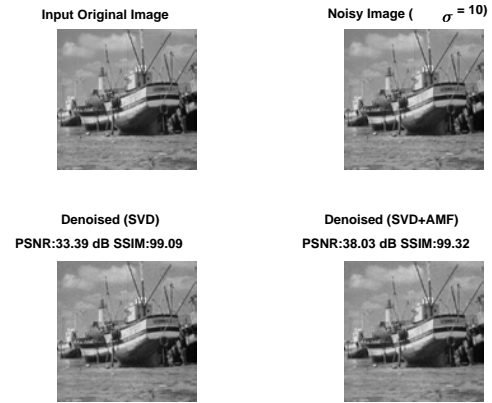 Input Original Image
Noisy Image ( σ = 10)
Denoised (SVD)
PSNR:33.39 dB SSIM:99.09
Denoised (SVD+AMF)
PSNR:38.03 dB SSIM:99.32